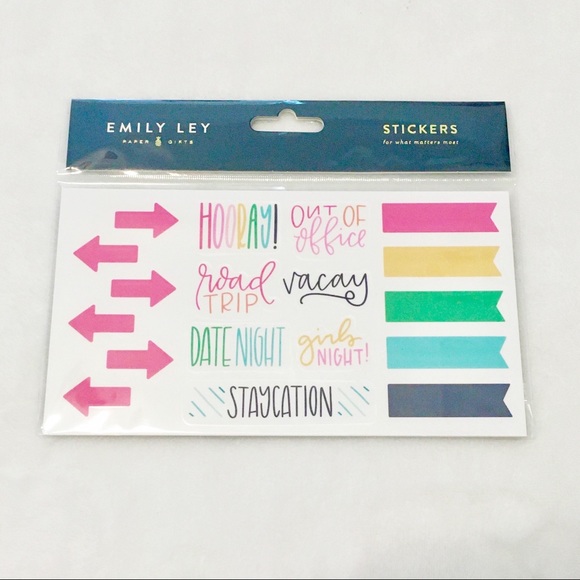 EMILY LEY
PAPER & GIFTS
STICKERS
for what matters most
HOORAY!
OUT OF
office
road
TRIP
vacay
DATE NIGHT
girls
NIGHT!
STAYCATION